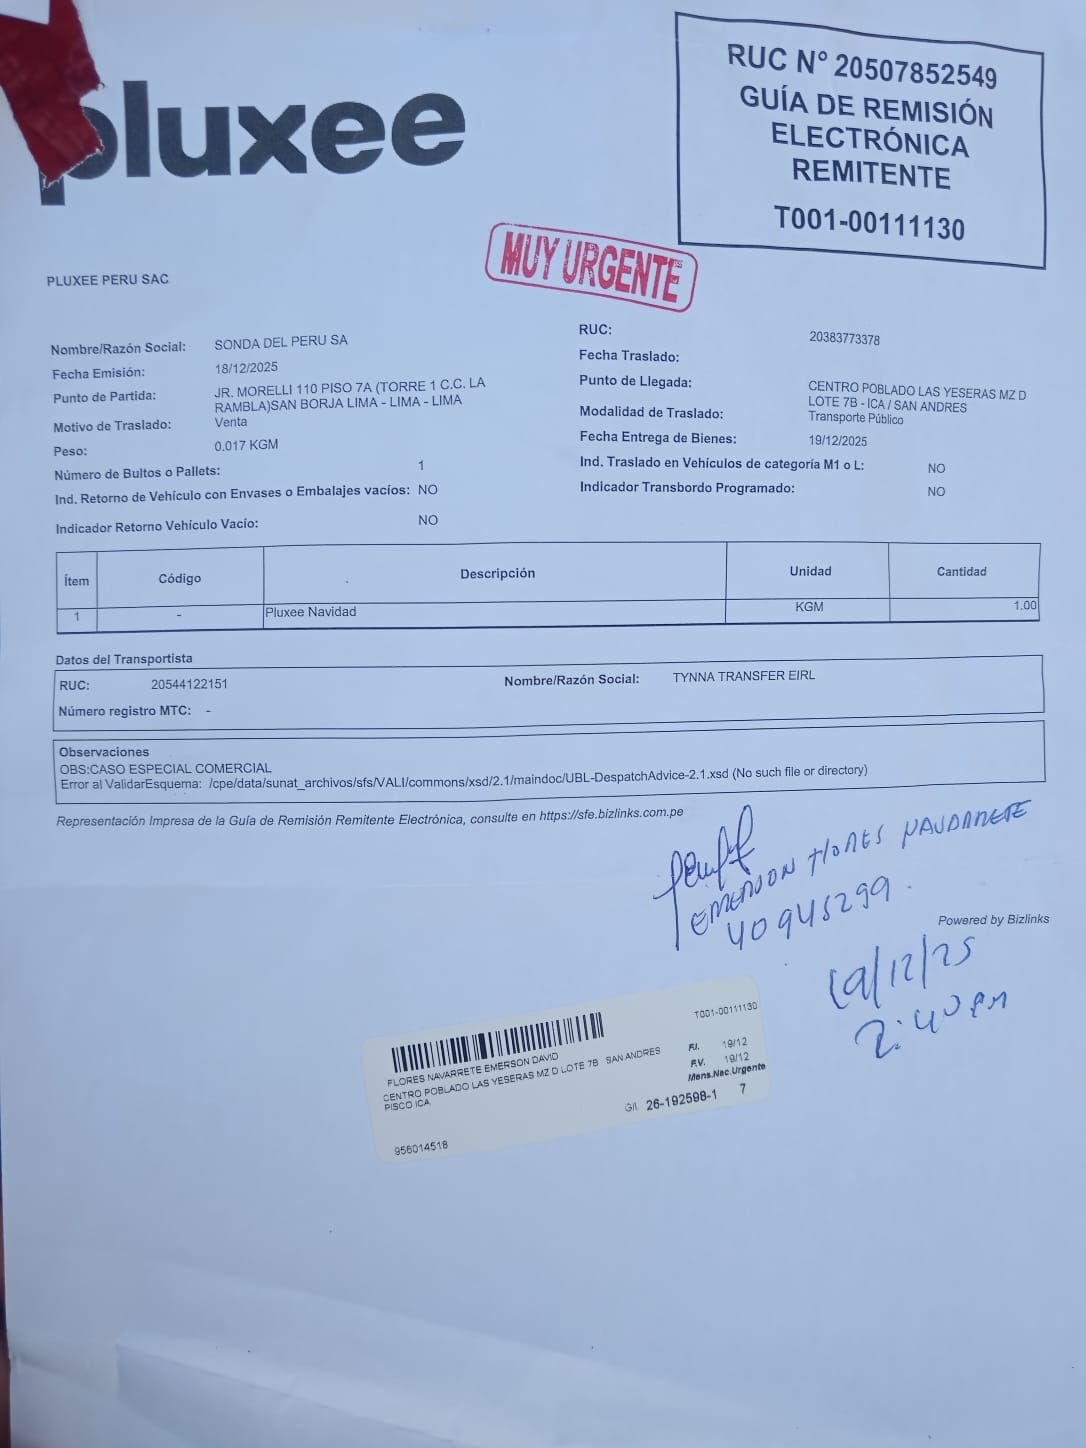 pluxee
RUC N° 20507852549
GUÍA DE REMISIÓN
ELECTRÓNICA
REMITENTE
T001-00111130
MUY URGENTE
PLUXEE PERU SAC
Nombre/Razón Social: SONDA DEL PERU SA
Fecha Emisión: 18/12/2025
Punto de Partida: JR. MORELLI 110 PISO 7A (TORRE 1 C.C. LA
RAMBLA)SAN BORJA LIMA - LIMA - LIMA
Motivo de Traslado: Venta
Peso: 0.017 KGM
Número de Bultos o Pallets: 1
Ind. Retorno de Vehículo con Envases o Embalajes vacíos: NO
Indicador Retorno Vehículo Vacío: NO
RUC: 20383773378
Fecha Traslado:
Punto de Llegada: CENTRO POBLADO LAS YESERAS MZ D
LOTE 7B - ICA / SAN ANDRES
Modalidad de Traslado: Transporte Público
Fecha Entrega de Bienes: 19/12/2025
Ind. Traslado en Vehículos de categoría M1 o L: NO
Indicador Transbordo Programado: NO
Ítem Código Descripción Unidad Cantidad
1 - Pluxee Navidad KGM 1.00
Datos del Transportista
RUC: 20544122151 Nombre/Razón Social: TYNNA TRANSFER EIRL
Número registro MTC: -
Observaciones
OBS:CASO ESPECIAL COMERCIAL
Error al ValidarEsquema: /cpe/data/sunat_archivos/sfs/VALI/commons/xsd/2.1/maindoc/UBL-DespatchAdvice-2.1.xsd (No such file or directory)
Representación Impresa de la Guía de Remisión Remitente Electrónica, consulte en https://sfe.bizlinks.com.pe
EMERSON FLORES NAVARRETE
40945299
Powered by Bizlinks
19/12/25
2:40 PM
T001-00111130
FLORES NAVARRETE EMERSON DAVID
CENTRO POBLADO LAS YESERAS MZ D LOTE 7B SAN ANDRES
PISCO ICA
F.I. 19/12
F.V. 19/12
Mens.Nac.Urgente
G/I. 26-192598-1 7
956014518